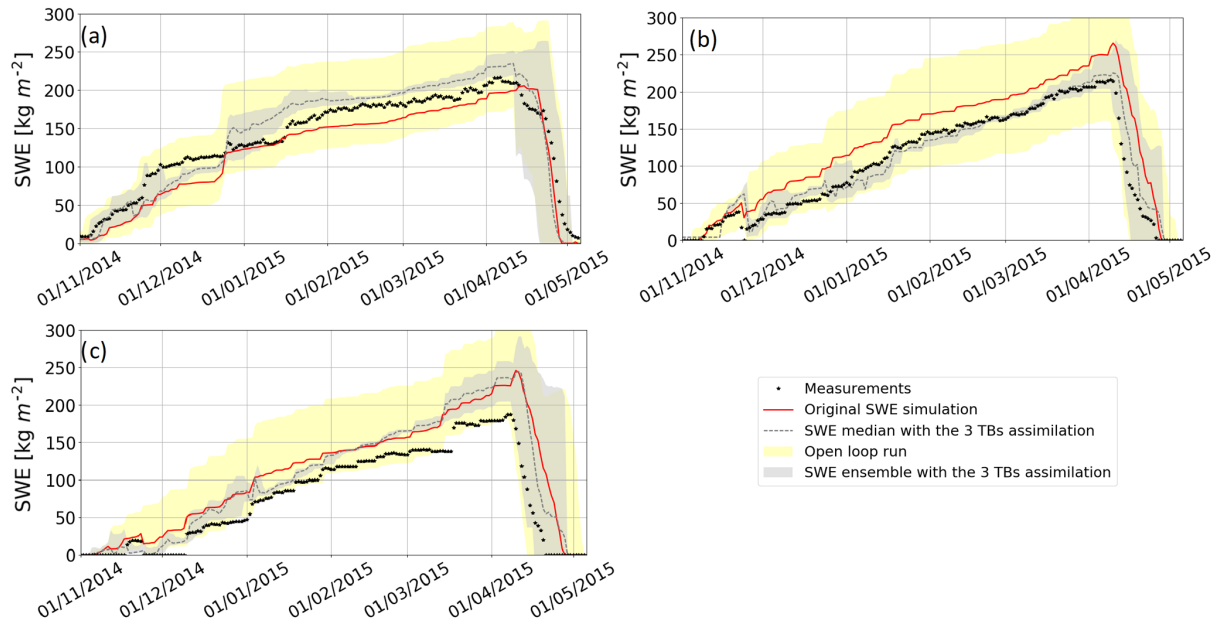 (a)
SWE [kg m⁻²]
300
250
200
150
100
50
0
01/11/2014 01/12/2014 01/01/2015 01/02/2015 01/03/2015 01/04/2015 01/05/2015
(b)
SWE [kg m⁻²]
300
250
200
150
100
50
0
01/11/2014 01/12/2014 01/01/2015 01/02/2015 01/03/2015 01/04/2015 01/05/2015
(c)
SWE [kg m⁻²]
300
250
200
150
100
50
0
01/11/2014 01/12/2014 01/01/2015 01/02/2015 01/03/2015 01/04/2015 01/05/2015
Measurements
Original SWE simulation
SWE median with the 3 TBs assimilation
Open loop run
SWE ensemble with the 3 TBs assimilation